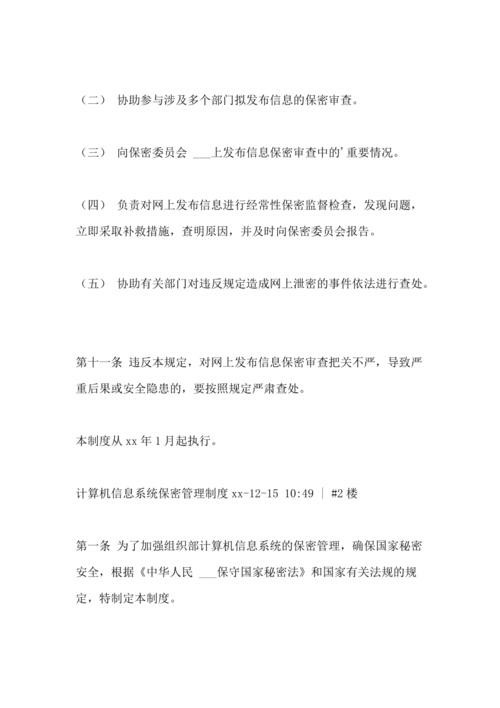 （二） 协助参与涉及多个部门拟发布信息的保密审查。
（三） 向保密委员会 ___上发布信息保密审查中的'重要情况。
（四） 负责对网上发布信息进行经常性保密监督检查，发现问题，
立即采取补救措施，查明原因，并及时向保密委员会报告。
（五） 协助有关部门对违反规定造成网上泄密的事件依法进行查处。
第十一条 违反本规定，对网上发布信息保密审查把关不严，导致严
重后果或安全隐患的，要按照规定严肃查处。
本制度从xx年1月起执行。
计算机信息系统保密管理制度xx-12-15 10:49 | #2楼
第一条 为了加强组织部计算机信息系统的保密管理，确保国家秘密
安全，根据《中华人民 ___保守国家秘密法》和国家有关法规的规
定，特制定本制度。